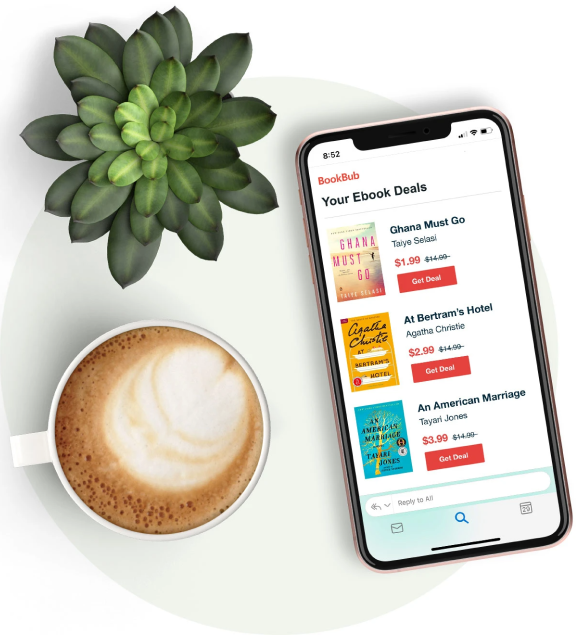 8:52
BookBub
Your Ebook Deals
GHANA
MUST
GO
TAIYE SELASI
Ghana Must Go
Taiye Selasi
$1.99 $14.99
Get Deal
Agatha
Christie
AT
BERTRAM'S
HOTEL
At Bertram's Hotel
Agatha Christie
$2.99 $14.99
Get Deal
AN
AMERICAN
MARRIAGE
TAYARI
JONES
An American Marriage
Tayari Jones
$3.99 $14.99
Get Deal
Reply to All
29